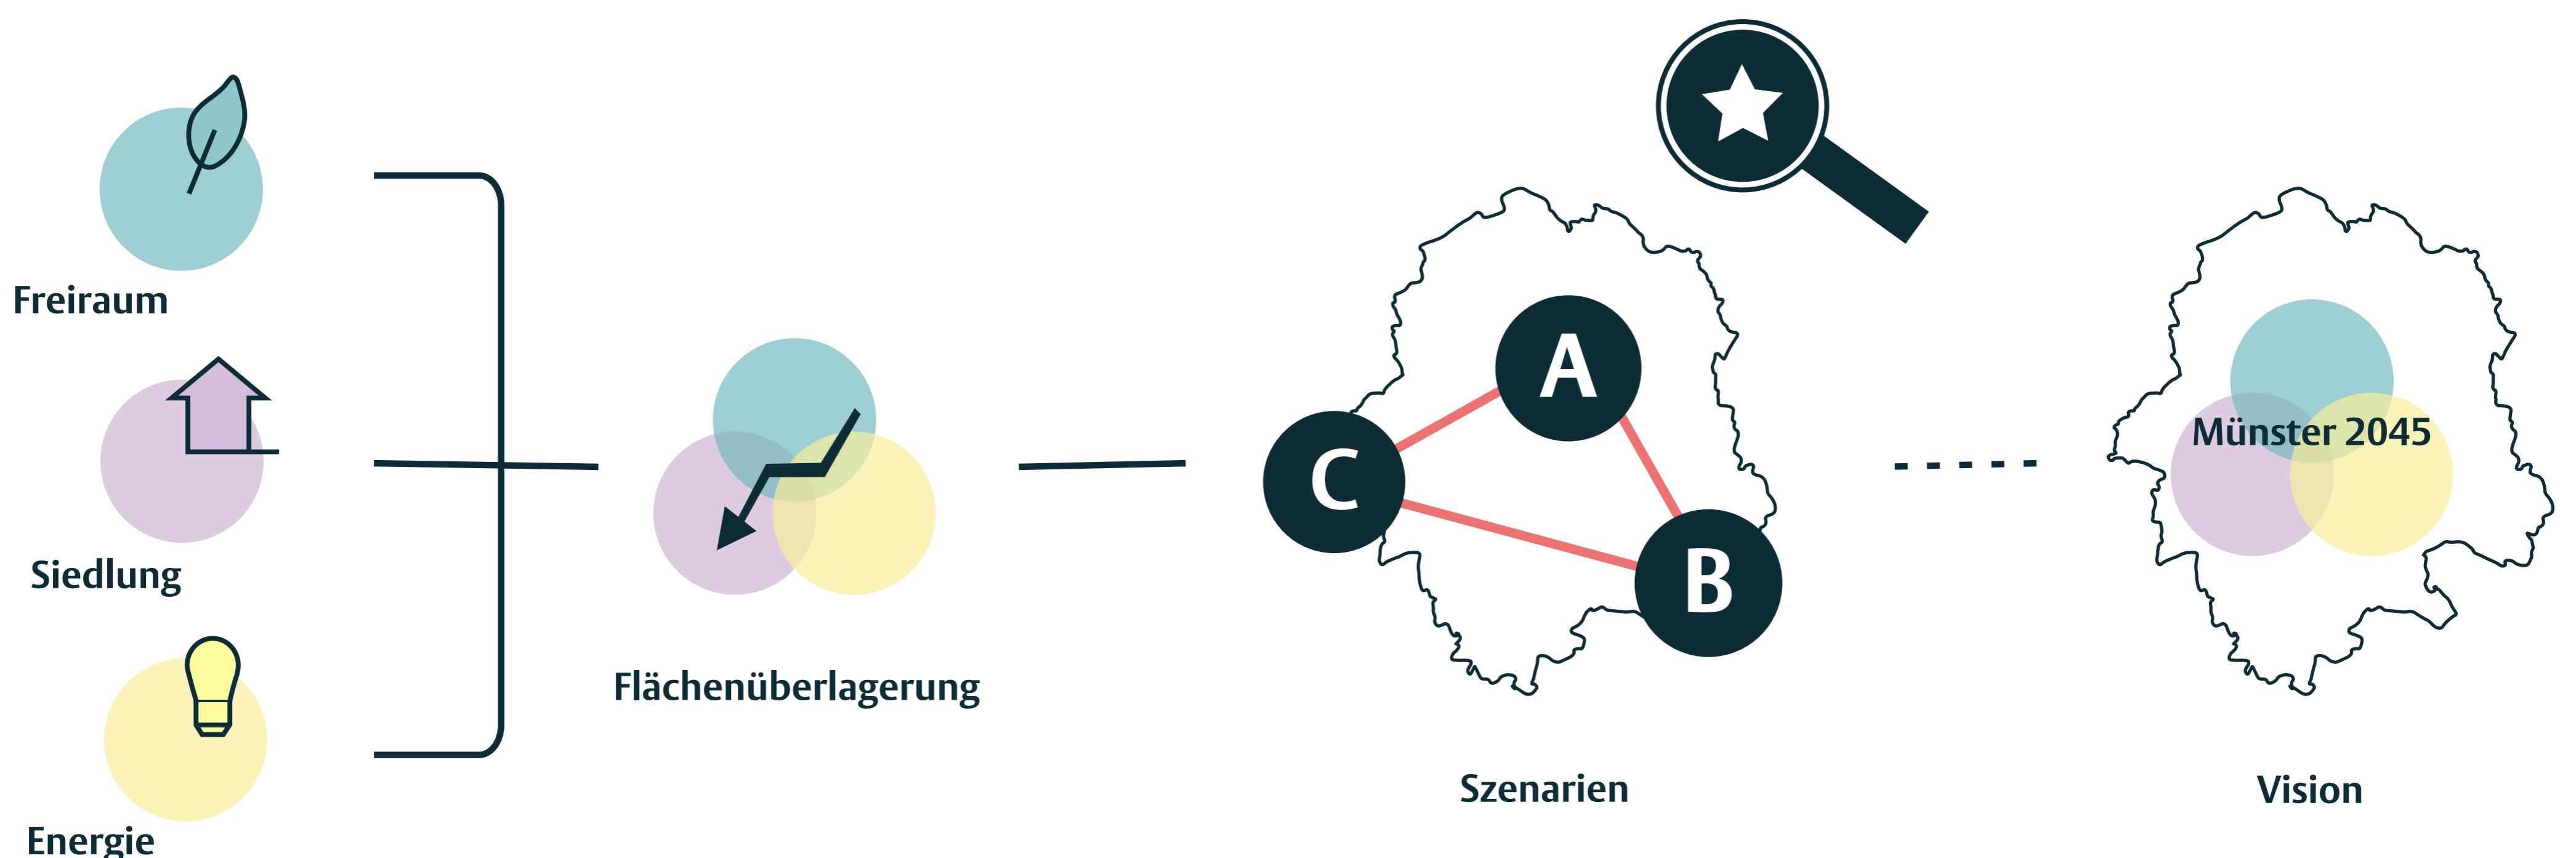 Freiraum
Siedlung
Energie
Flächenüberlagerung
A
C
B
Szenarien
Münster 2045
Vision